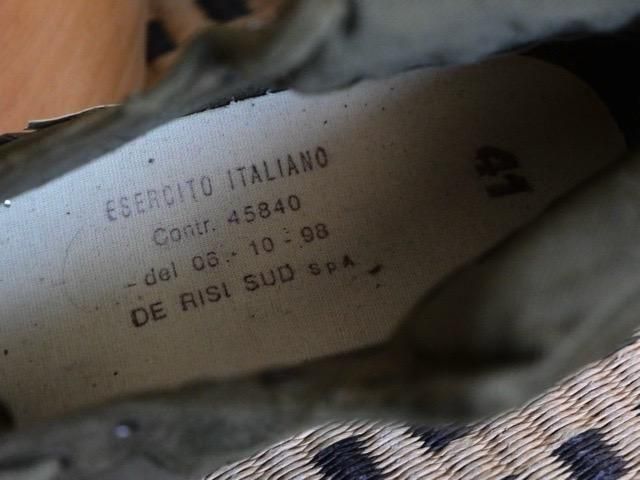 ESERCITO ITALIANO
Contr. 45840
del 06 - 10 - 98
DE RISI SUD SpA
41